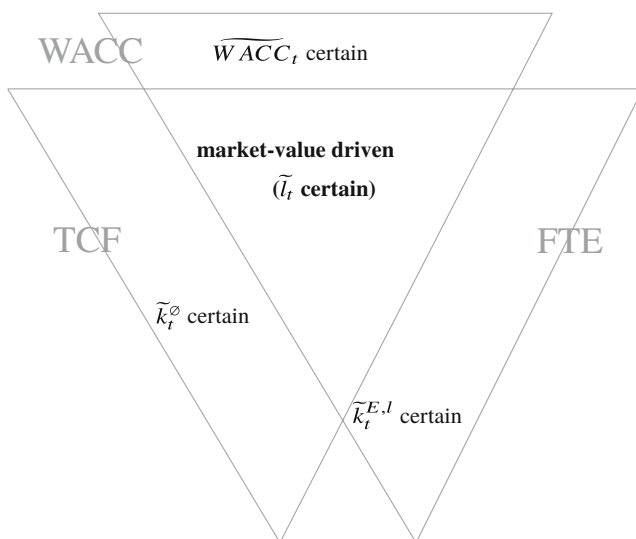 WACC
$\widetilde{WACC}_t$ certain
market-value driven
($\widetilde{l}_t$ certain)
TCF
FTE
$\widetilde{k}_t^{\varnothing}$ certain
$\widetilde{k}_t^{E,l}$ certain